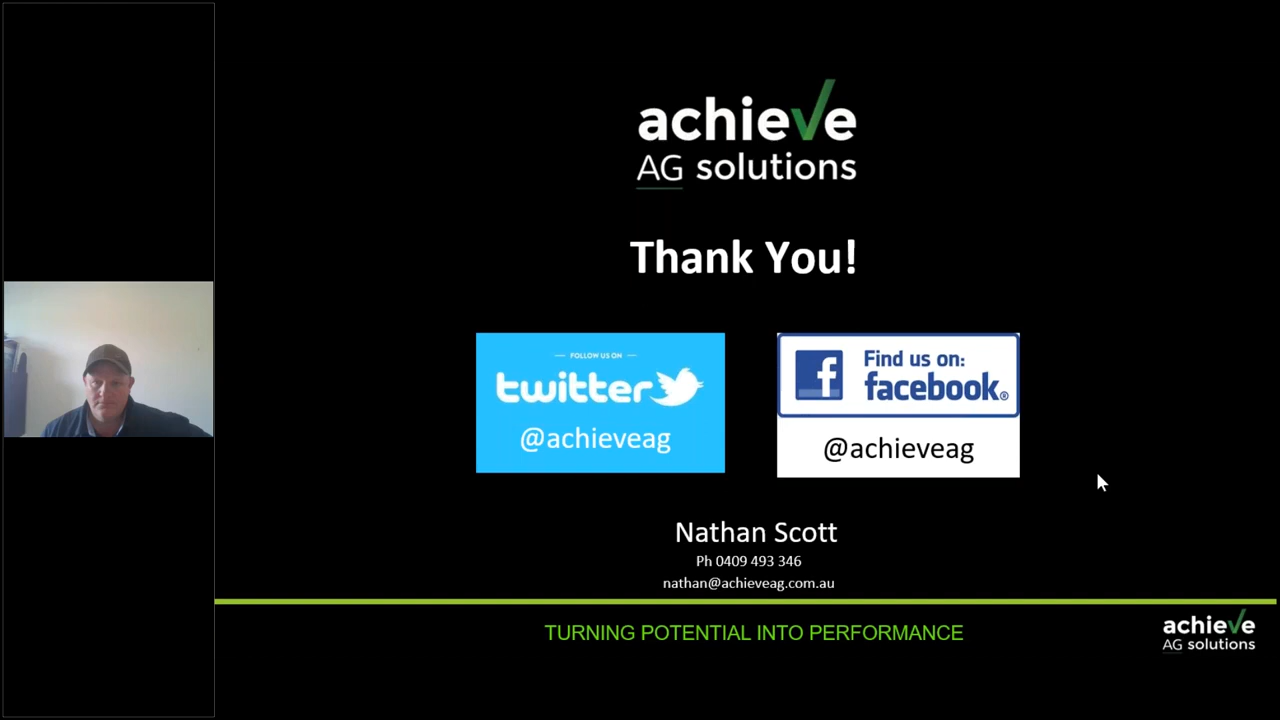 achieve
AG solutions
Thank You!
FOLLOW US ON
twitter
@achieveag
Find us on:
facebook®
@achieveag
Nathan Scott
Ph 0409 493 346
nathan@achieveag.com.au
TURNING POTENTIAL INTO PERFORMANCE
achieve
AG solutions